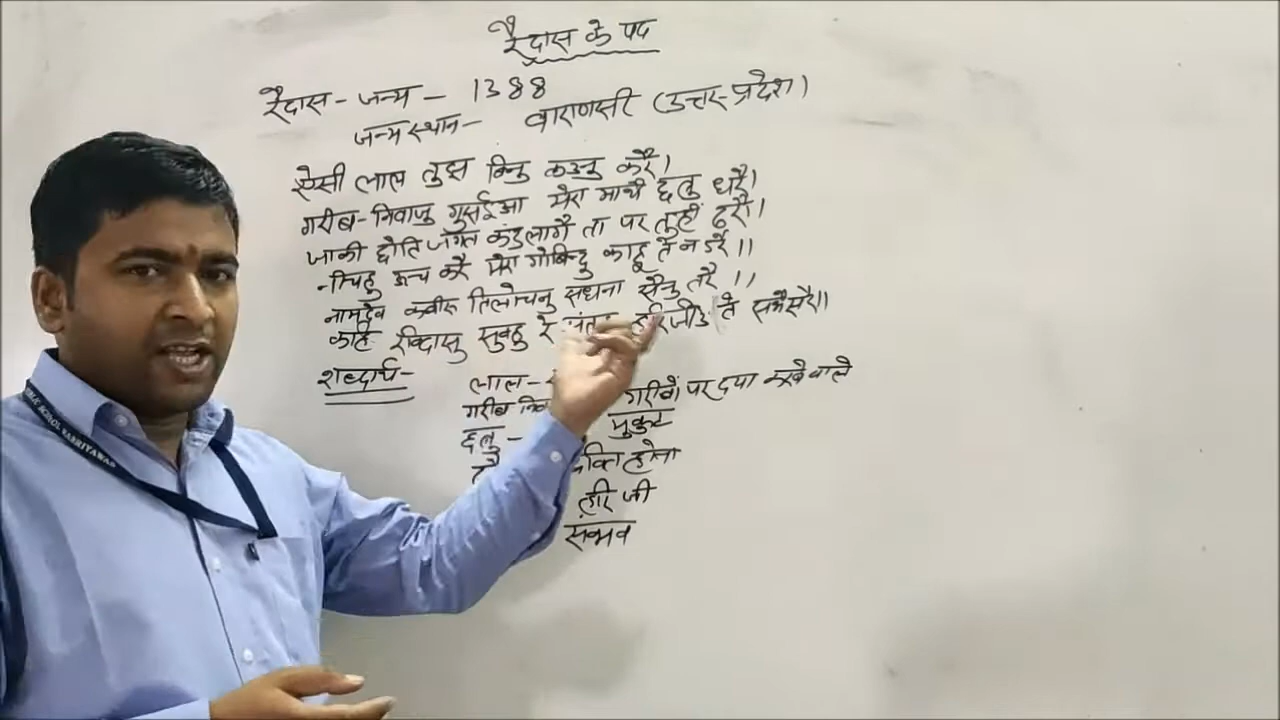 रैदास के पद
रैदास - जन्म - 1388
जन्मस्थान - वाराणसी (उत्तर-प्रदेश)
ऐसी लाल तुझ बिनु कउनु करै।
गरीब-निवाजु गुसईआ मेरा माथै छत्रु धरै।
जाकी छोति जगत कउ लागै ता पर तुहीं ढरै।
नीचहु ऊच करै मेरा गोबिंदु काहू ते न डरै॥
नामदेव कबीरु तिलोचनु सधना सैनु तरै॥
कहि रविदासु सुनहु रे हरिजीउ ते सभै सरै॥
शब्दार्थ -
लाल -
गरीब गरीबों पर दया करने वाले
छत्रु - मुकुट
होना
हरि जी
संभव
PUBLIC SCHOOL